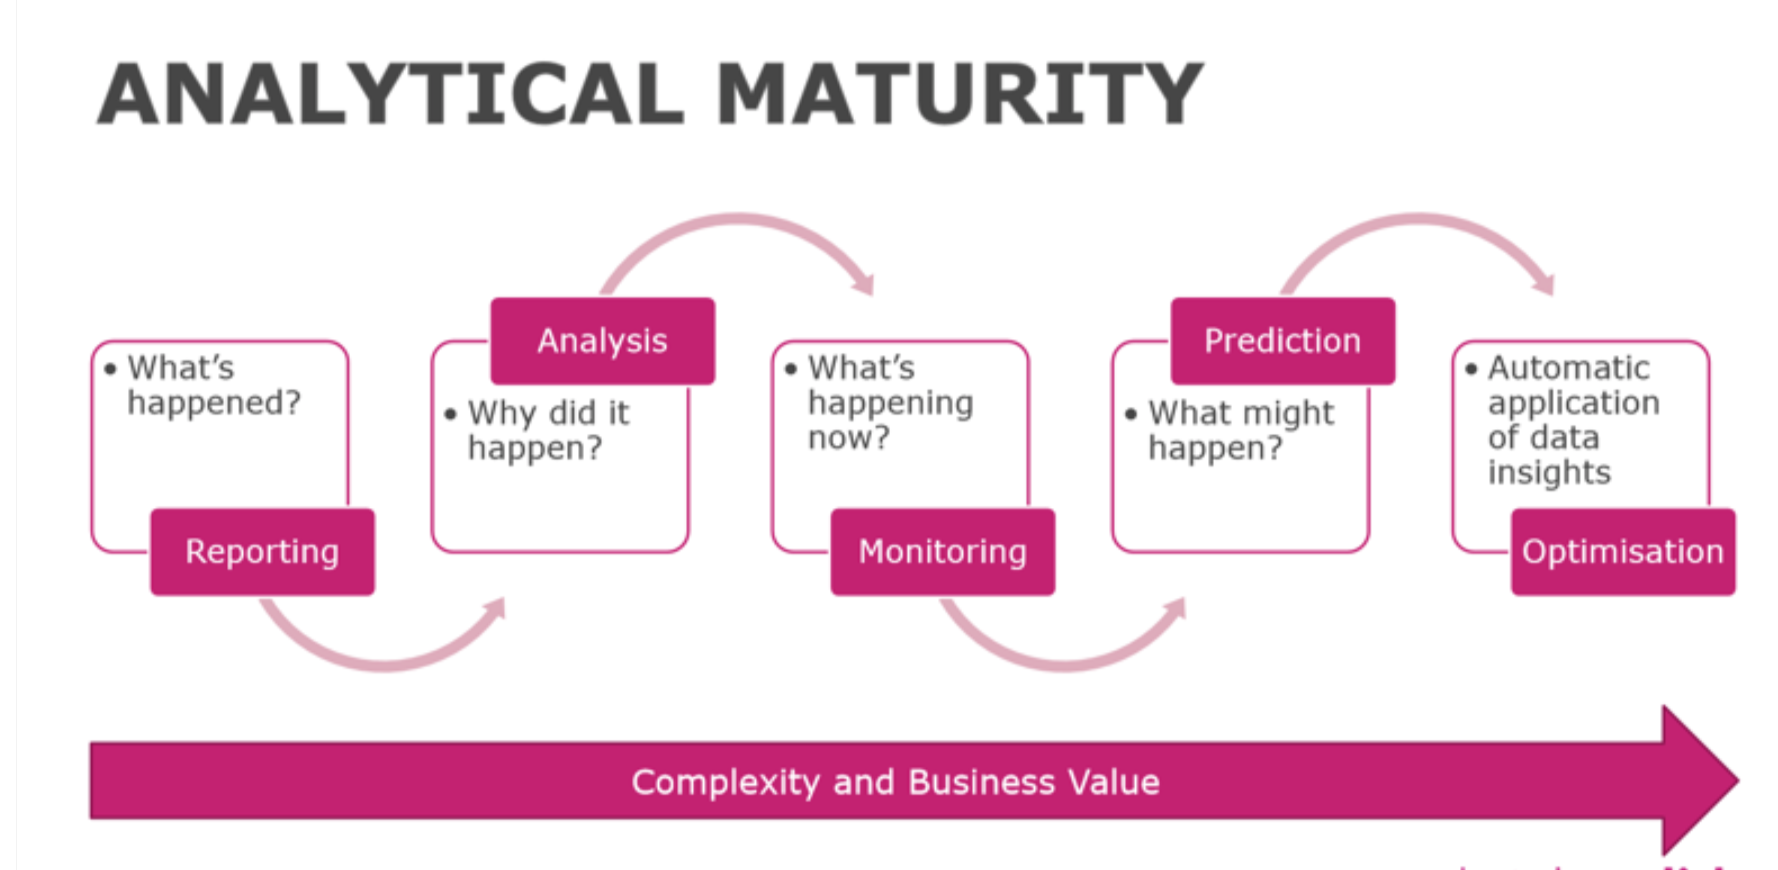 ANALYTICAL MATURITY
• What's
happened?
Reporting
Analysis
• Why did it
happen?
• What's
happening
now?
Monitoring
Prediction
• What might
happen?
• Automatic
application
of data
insights
Optimisation
Complexity and Business Value